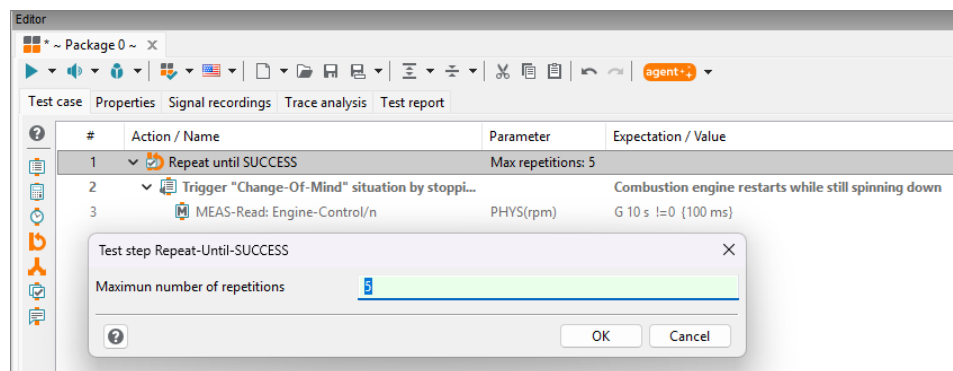 Editor
* ~ Package 0 ~
agent
Test case Properties Signal recordings Trace analysis Test report
# Action / Name Parameter Expectation / Value
1 Repeat until SUCCESS Max repetitions: 5
2 Trigger "Change-Of-Mind" situation by stoppi... Combustion engine restarts while still spinning down
3 M MEAS-Read: Engine-Control/n PHYS(rpm) G 10 s !=0 {100 ms}
Test step Repeat-Until-SUCCESS
Maximun number of repetitions 5
OK Cancel